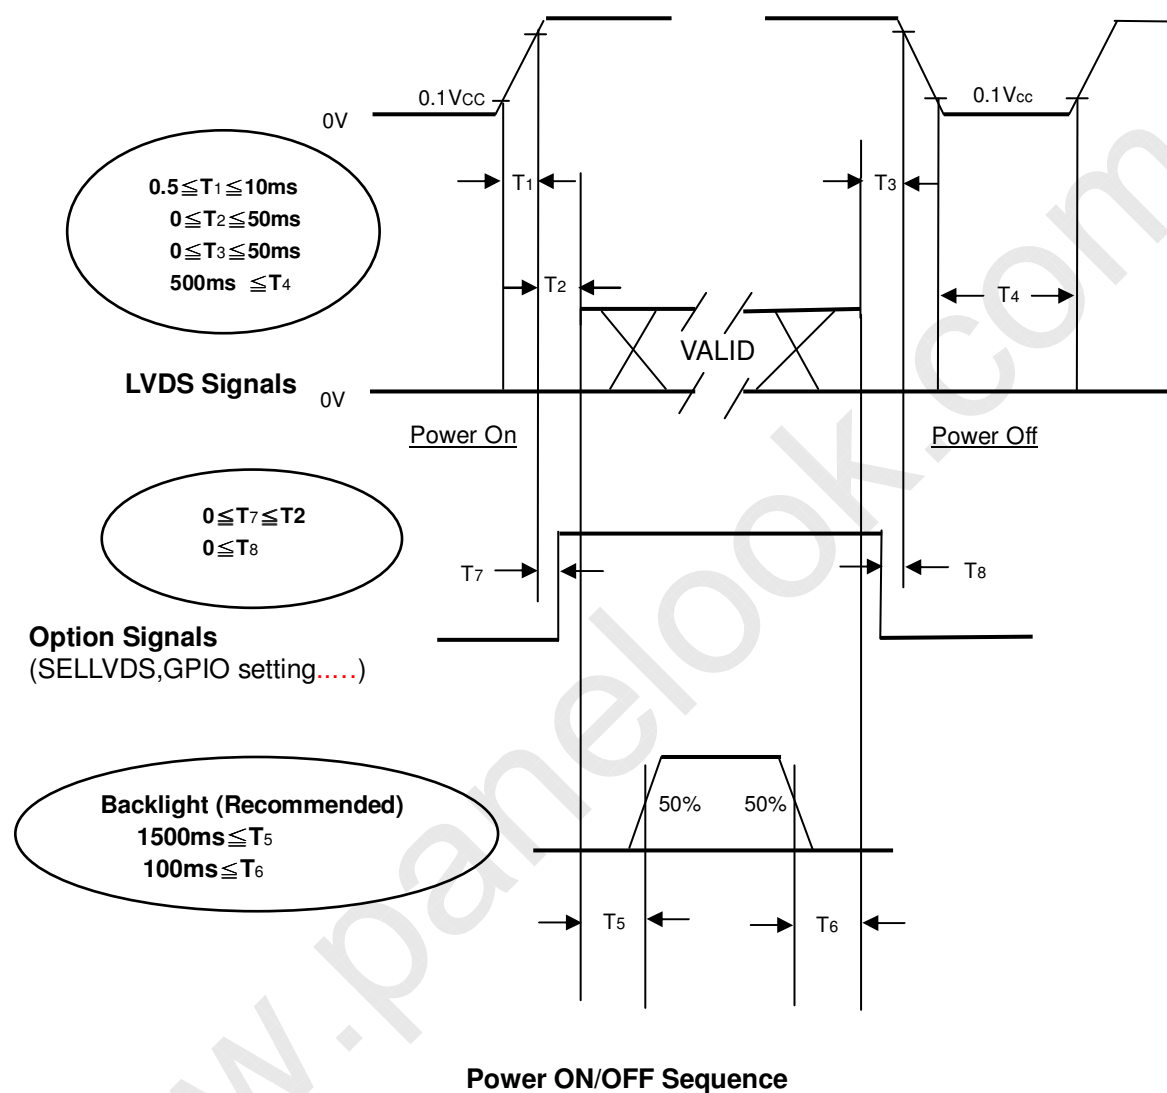 0.1Vcc
0.1Vcc
0V
0.5≦T1≦10ms
0≦T2≦50ms
0≦T3≦50ms
500ms ≦T4
T1
T3
T2
T4
VALID
LVDS Signals
0V
Power On
Power Off
0≦T7≦T2
0≦T8
T7
T8
Option Signals
(SELLVDS,GPIO setting.....)
Backlight (Recommended)
1500ms≦T5
100ms≦T6
50%
50%
T5
T6
Power ON/OFF Sequence
w.panelook.com